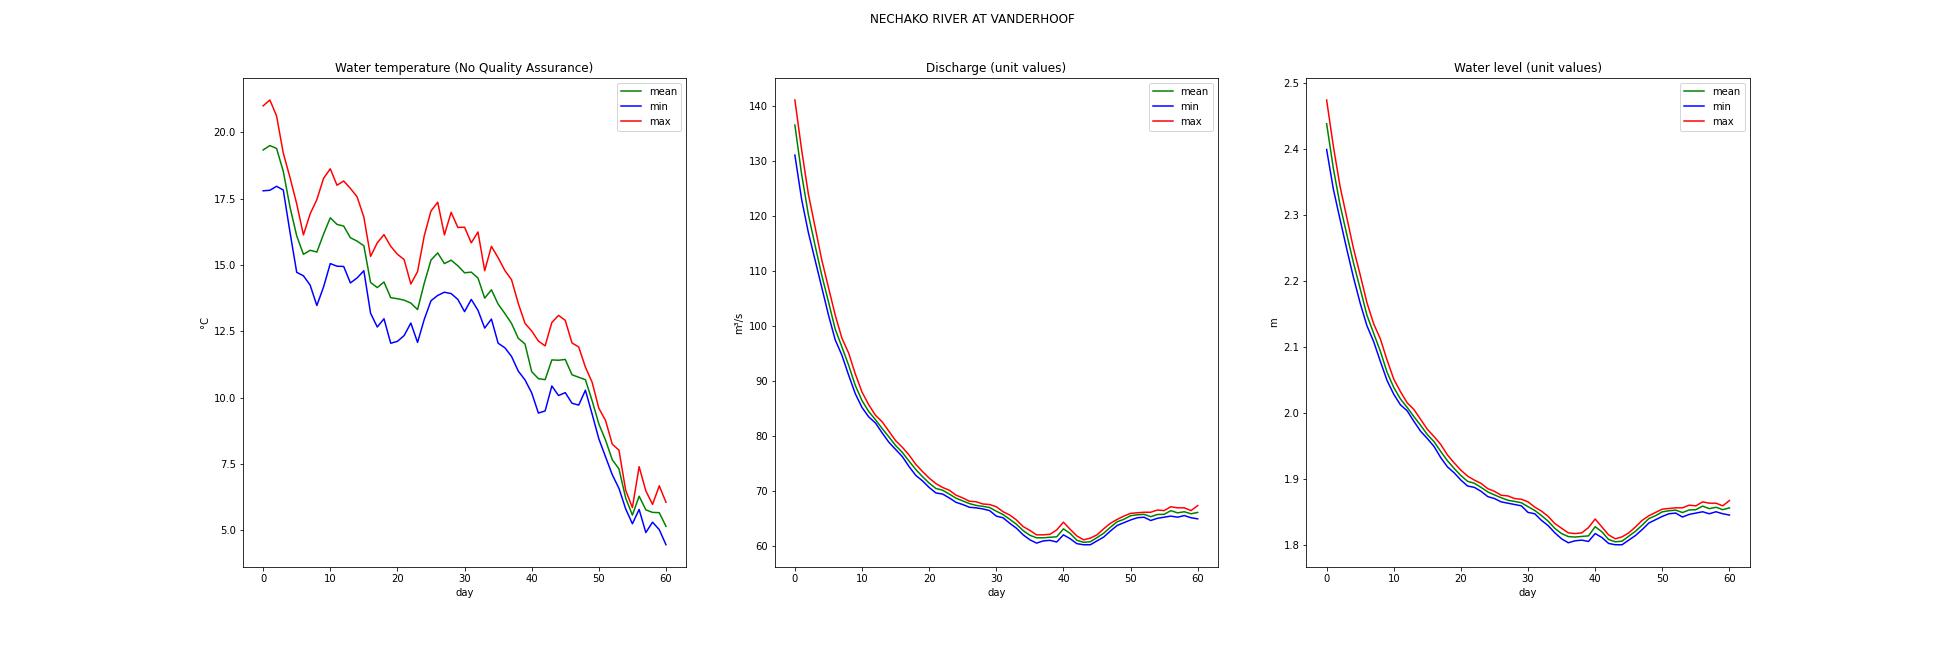 NECHAKO RIVER AT VANDERHOOF
Water temperature (No Quality Assurance)
mean
min
max
20.0
17.5
15.0
12.5
10.0
7.5
5.0
°C
0 10 20 30 40 50 60
day
Discharge (unit values)
mean
min
max
140
130
120
110
100
90
80
70
60
m³/s
0 10 20 30 40 50 60
day
Water level (unit values)
mean
min
max
2.5
2.4
2.3
2.2
2.1
2.0
1.9
1.8
m
0 10 20 30 40 50 60
day